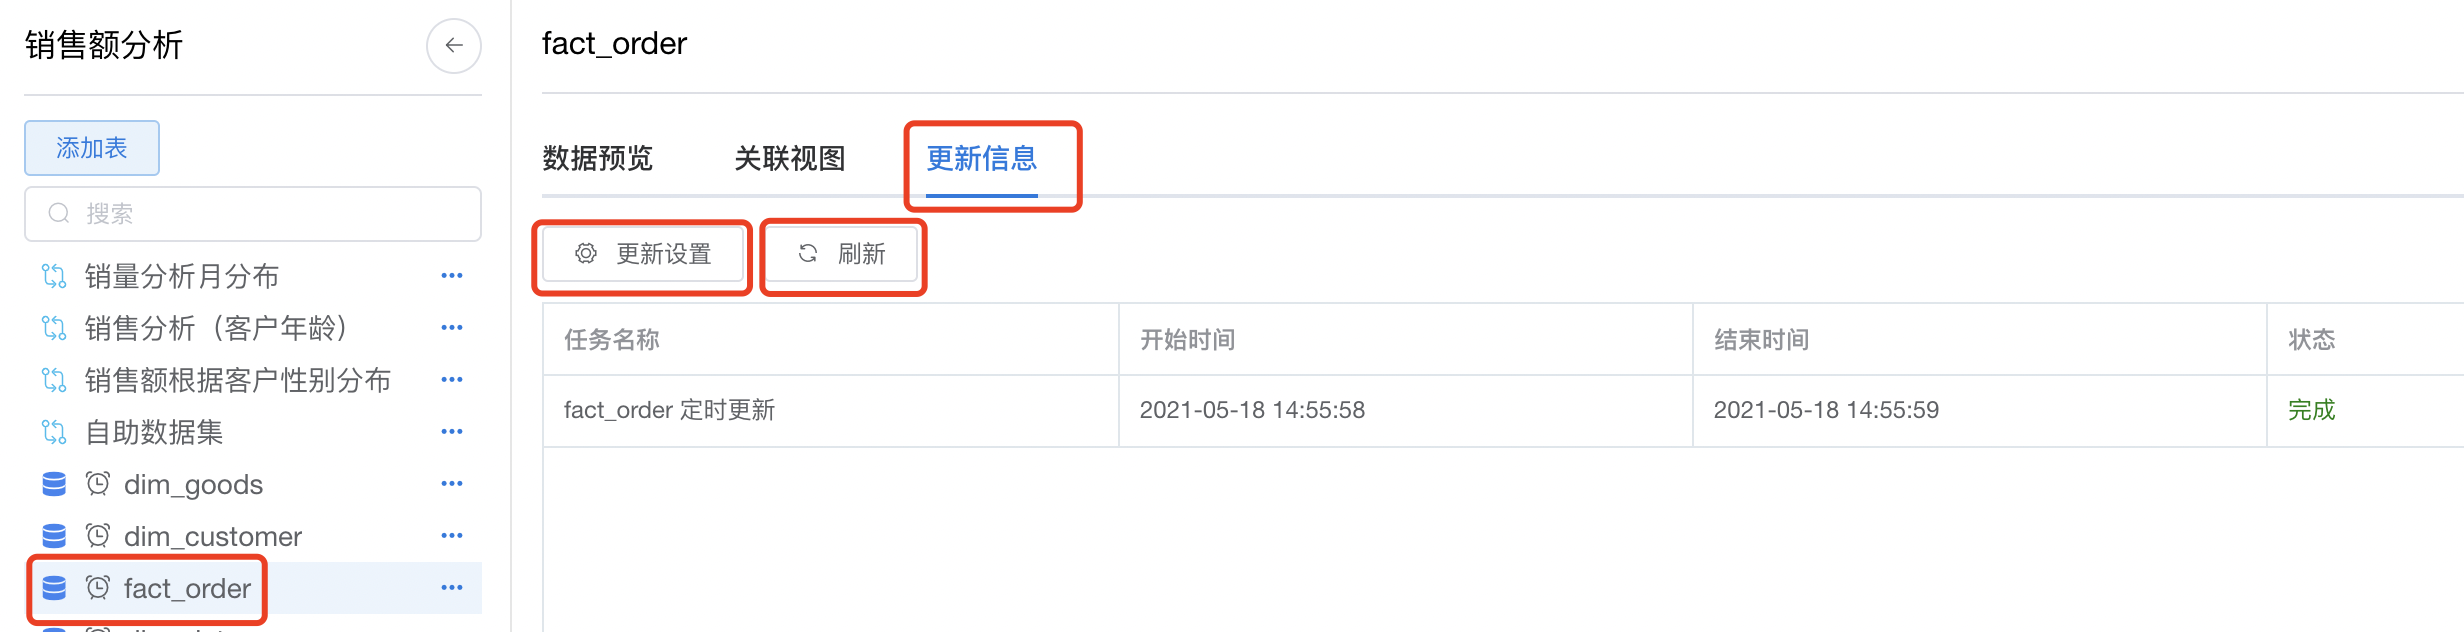 销售额分析
添加表
搜索
销量分析月分布
销售分析（客户年龄）
销售额根据客户性别分布
自助数据集
dim_goods
dim_customer
fact_order
fact_order
数据预览 关联视图 更新信息
更新设置 刷新
任务名称 开始时间 结束时间 状态
fact_order 定时更新 2021-05-18 14:55:58 2021-05-18 14:55:59 完成